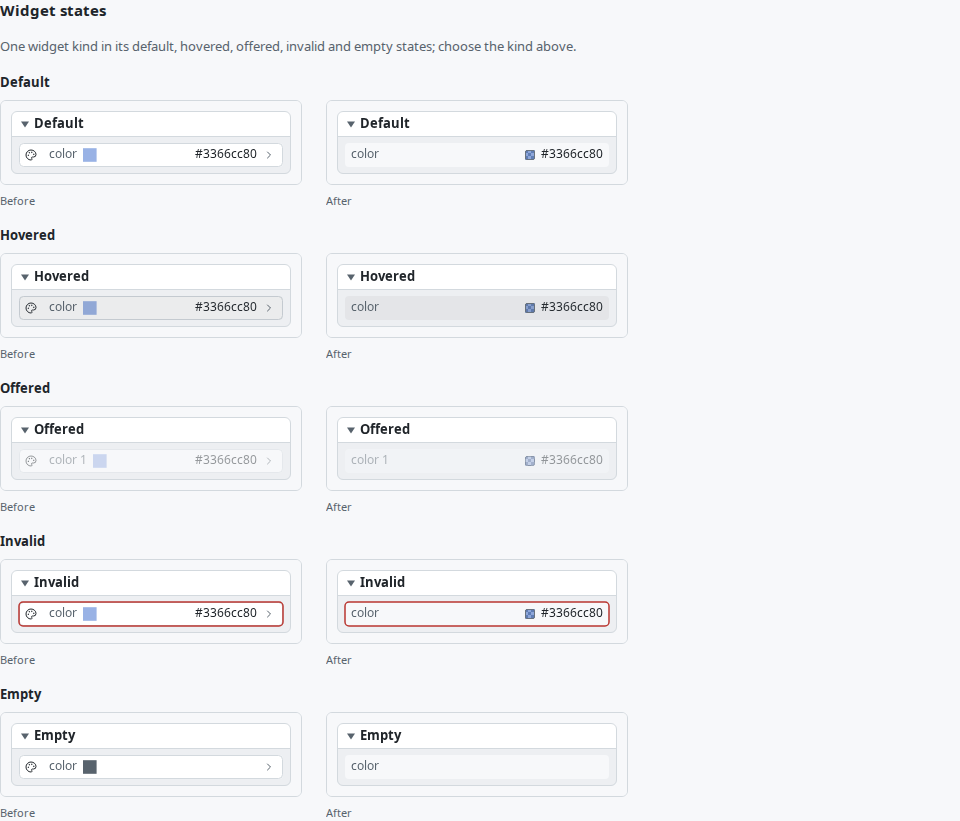 Widget states
One widget kind in its default, hovered, offered, invalid and empty states; choose the kind above.
Default
Default
color #3366cc80
Before
Default
color #3366cc80
After
Hovered
Hovered
color #3366cc80
Before
Hovered
color #3366cc80
After
Offered
Offered
color 1 #3366cc80
Before
Offered
color 1 #3366cc80
After
Invalid
Invalid
color #3366cc80
Before
Invalid
color #3366cc80
After
Empty
Empty
color
Before
Empty
color
After